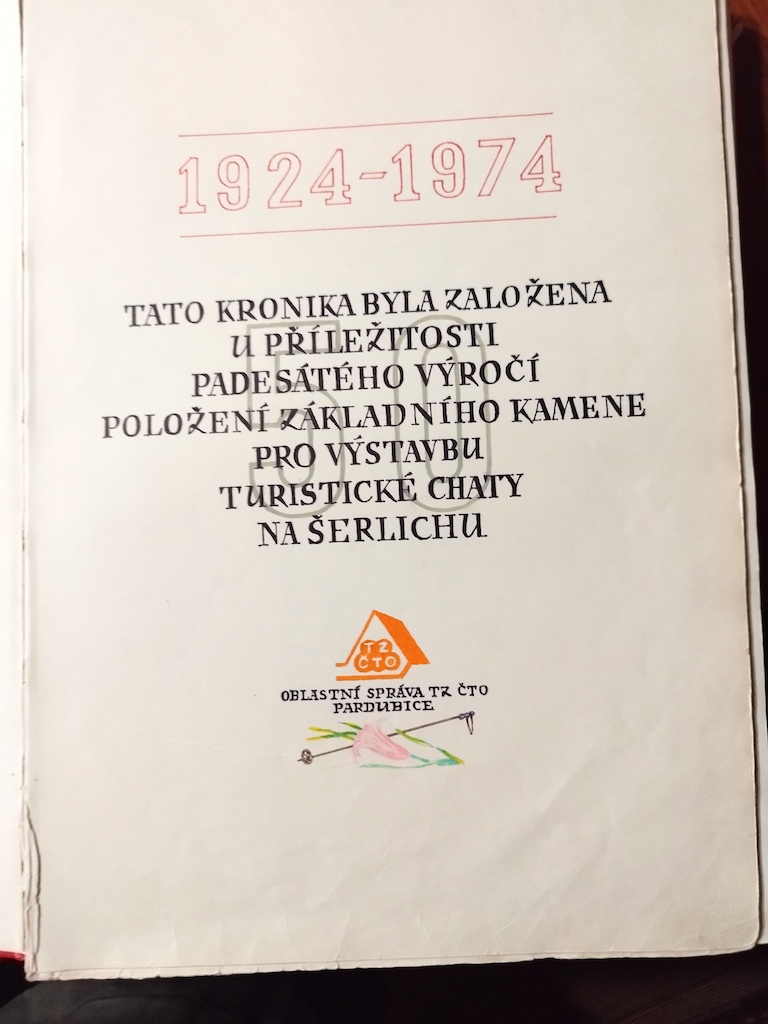 1924-1974
TATO KRONIKA BYLA ZALOŽENA
U PŘÍLEŽITOSTI
PADESÁTÉHO VÝROČÍ
POLOŽENÍ ZÁKLADNÍHO KAMENE
PRO VÝSTAVBU
TURISTICKÉ CHATY
NA ŠERLICHU
50
TZ
ČTO
OBLASTNÍ SPRÁVA TZ ČTO
PARDUBICE